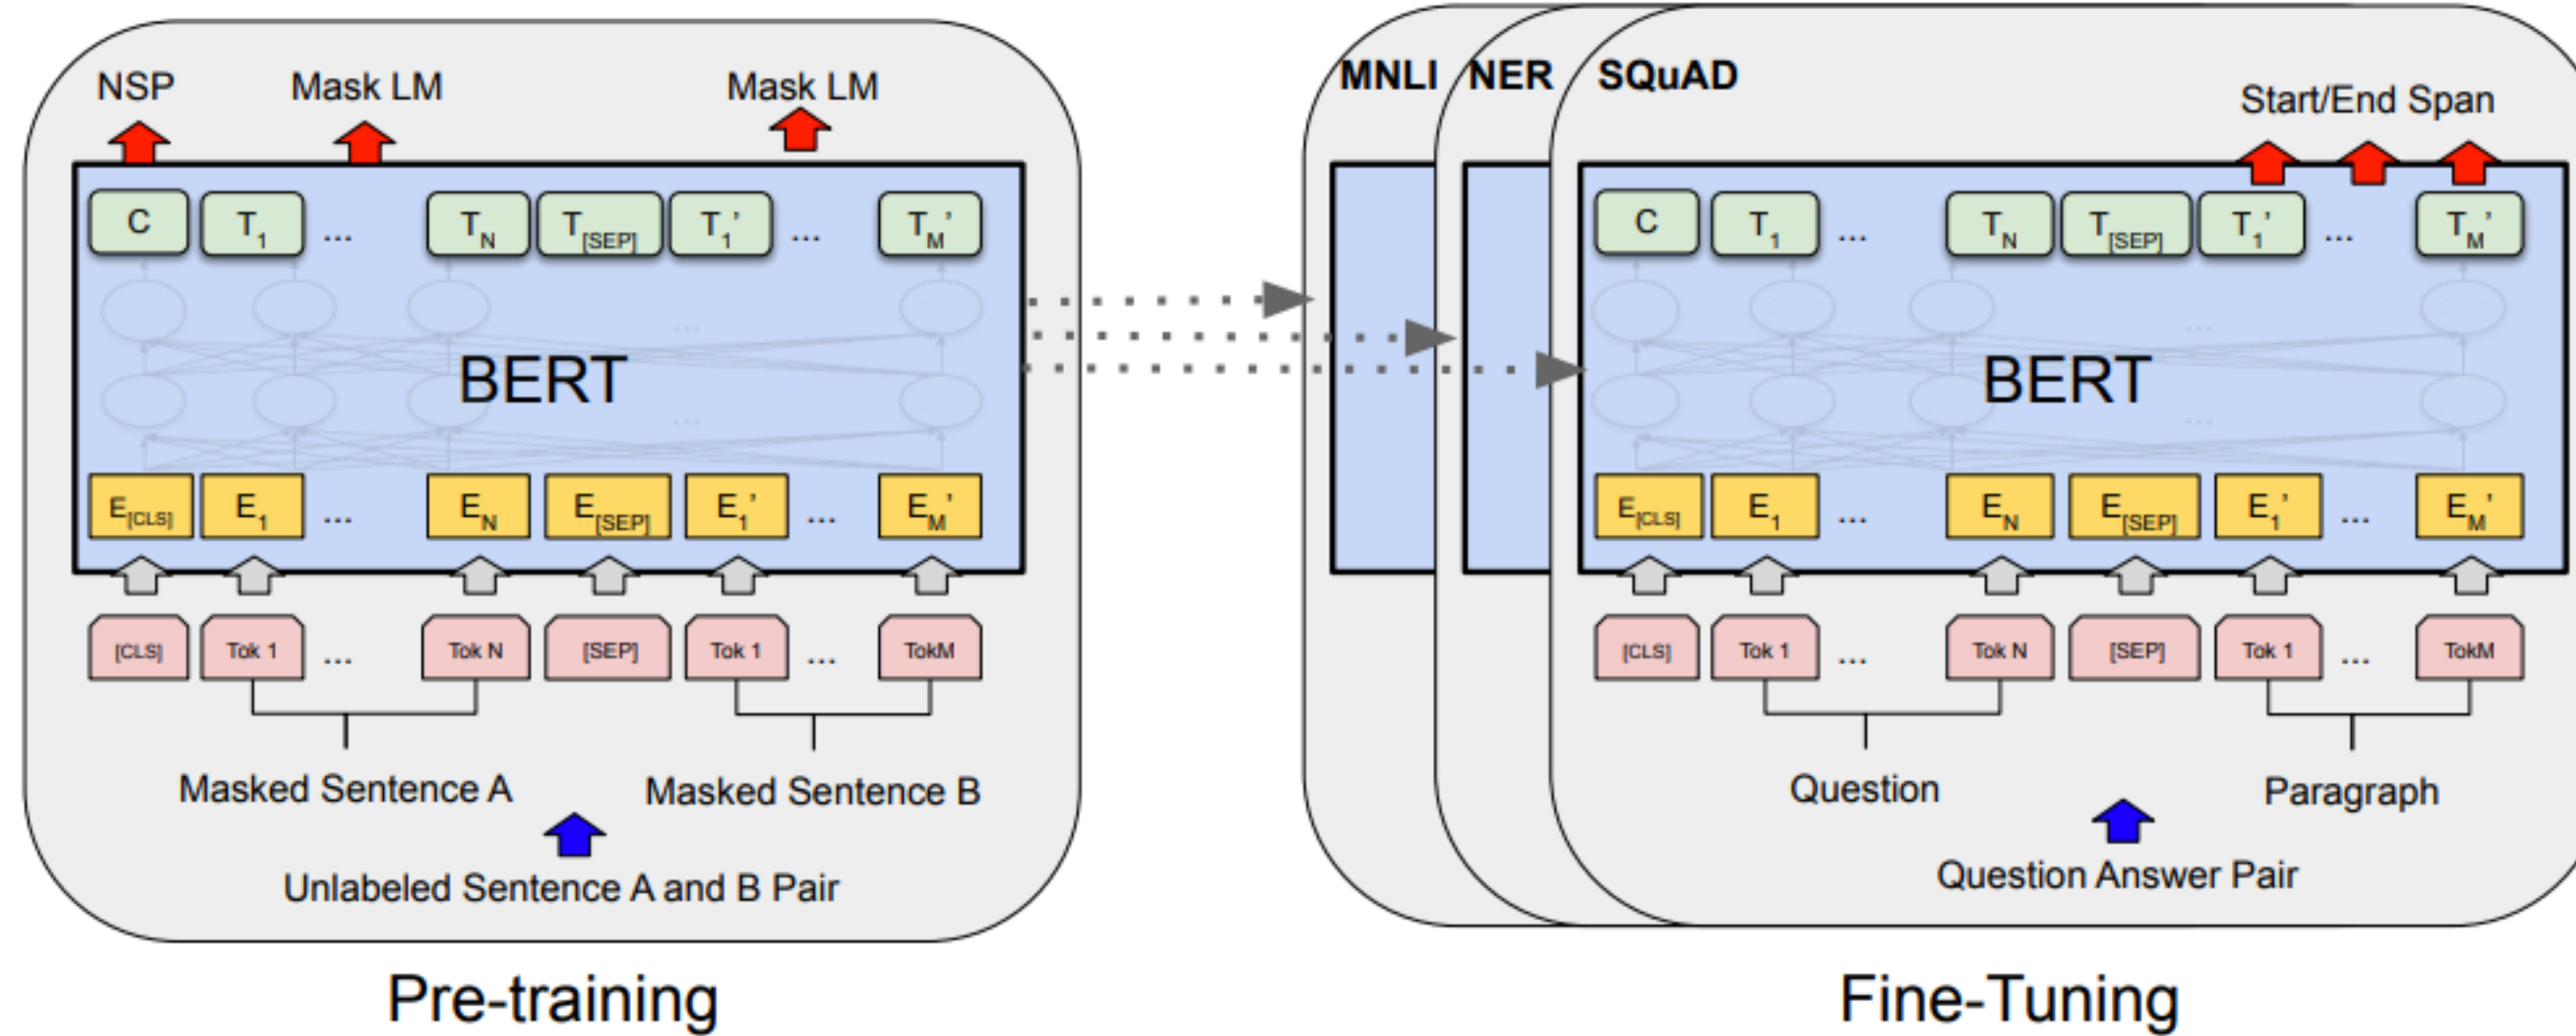 NSP Mask LM Mask LM
C T1 ... TN T[SEP] T1’ ... TM’
...
BERT
...
E[CLS] E1 ... EN E[SEP] E1’ ... EM’
[CLS] Tok 1 ... Tok N [SEP] Tok 1 ... TokM
Masked Sentence A Masked Sentence B
Unlabeled Sentence A and B Pair
Pre-training
MNLI NER SQuAD
Start/End Span
C T1 ... TN T[SEP] T1’ ... TM’
...
BERT
...
E[CLS] E1 ... EN E[SEP] E1’ ... EM’
[CLS] Tok 1 ... Tok N [SEP] Tok 1 ... TokM
Question Paragraph
Question Answer Pair
Fine-Tuning